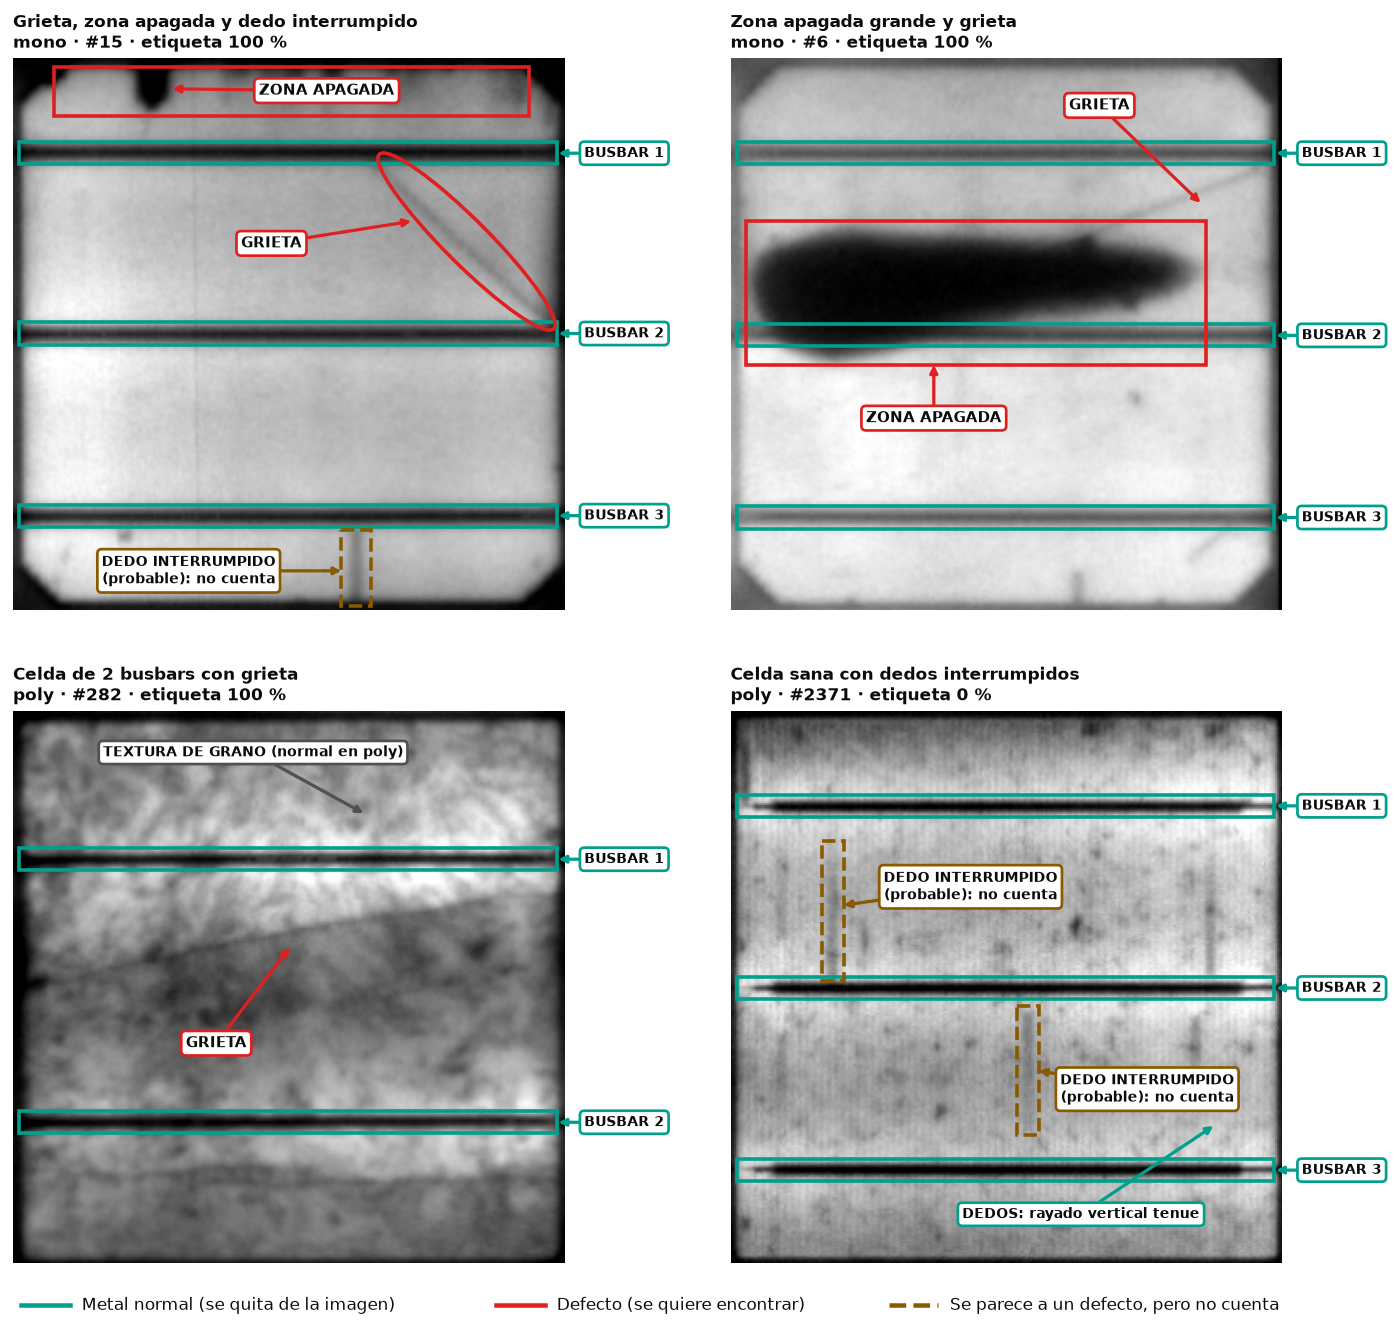 Grieta, zona apagada y dedo interrumpido
mono · #15 · etiqueta 100 %
ZONA APAGADA
BUSBAR 1
GRIETA
BUSBAR 2
BUSBAR 3
DEDO INTERRUMPIDO
(probable): no cuenta
Zona apagada grande y grieta
mono · #6 · etiqueta 100 %
GRIETA
BUSBAR 1
BUSBAR 2
ZONA APAGADA
BUSBAR 3
Celda de 2 busbars con grieta
poly · #282 · etiqueta 100 %
TEXTURA DE GRANO (normal en poly)
BUSBAR 1
GRIETA
BUSBAR 2
Celda sana con dedos interrumpidos
poly · #2371 · etiqueta 0 %
BUSBAR 1
DEDO INTERRUMPIDO
(probable): no cuenta
BUSBAR 2
DEDO INTERRUMPIDO
(probable): no cuenta
BUSBAR 3
DEDOS: rayado vertical tenue
Metal normal (se quita de la imagen)
Defecto (se quiere encontrar)
Se parece a un defecto, pero no cuenta